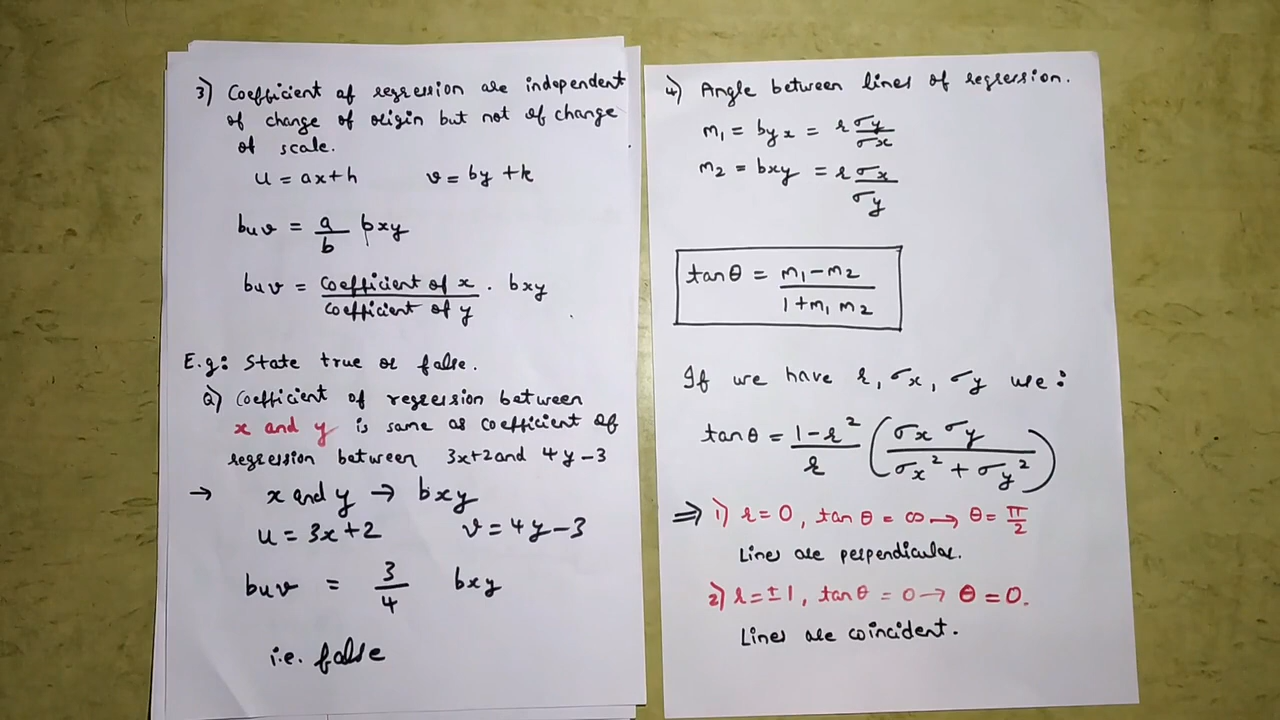 3) Coefficient of regression are independent
of change of origin but not of change
of scale.
u = ax+h v = by +k
buv = a/b bxy
buv = coefficient of x / coefficient of y . bxy
E.g: State true or false.
Q) Coefficient of regression between
x and y is same as coefficient of
regression between 3x+2 and 4y-3
→ x and y → bxy
u = 3x+2 v = 4y-3
buv = 3/4 bxy
i.e. false
4) Angle between lines of regression.
m₁ = byx = r σy/σx
m₂ = bxy = r σx/σy
tanθ = m₁-m₂ / 1+m₁m₂
If we have r, σx, σy use:
tanθ = 1-r²/r (σx σy / σx² + σy²)
⇒ 1) r=0, tanθ = ∞ → θ = π/2
Lines are perpendicular.
2) r=±1, tanθ = 0 → θ = 0.
Lines are coincident.